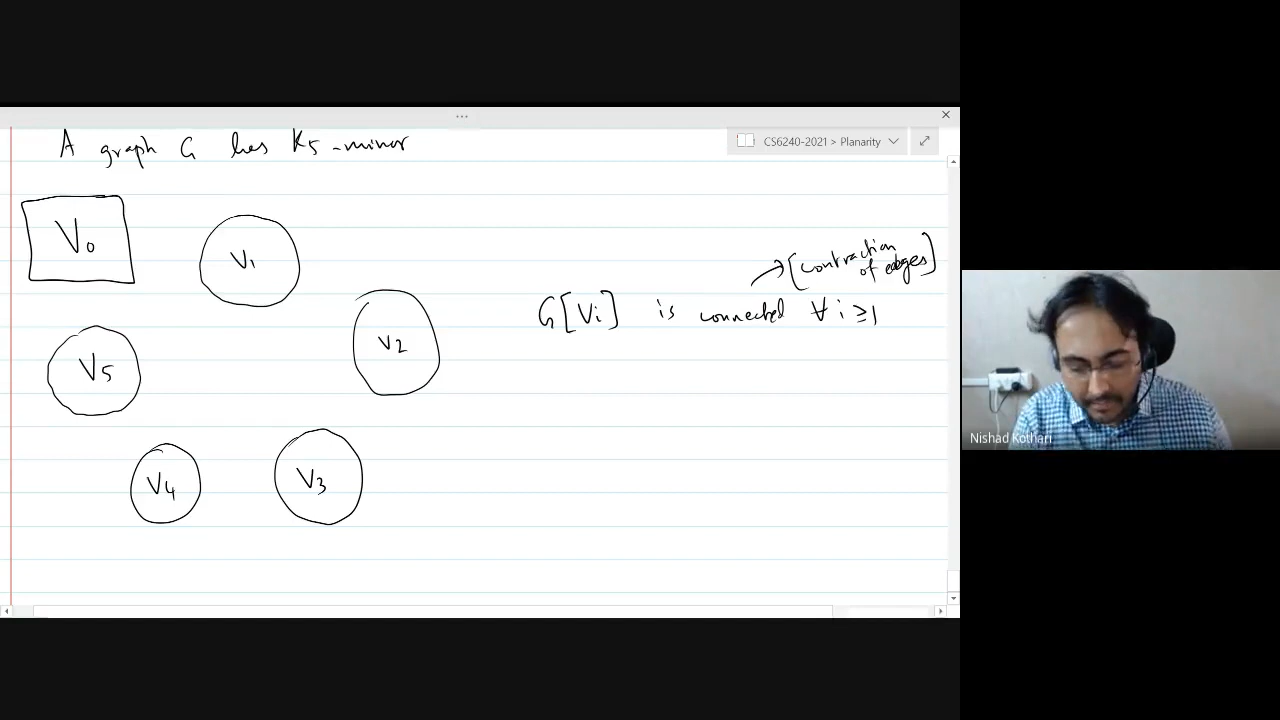 A graph G has K5-minor
CS6240-2021 > Planarity
V0
V1
V2
V5
V4
V3
[contraction
of edges]
G[Vi] is connected ∀ i ≥ 1
Nishad Kothari